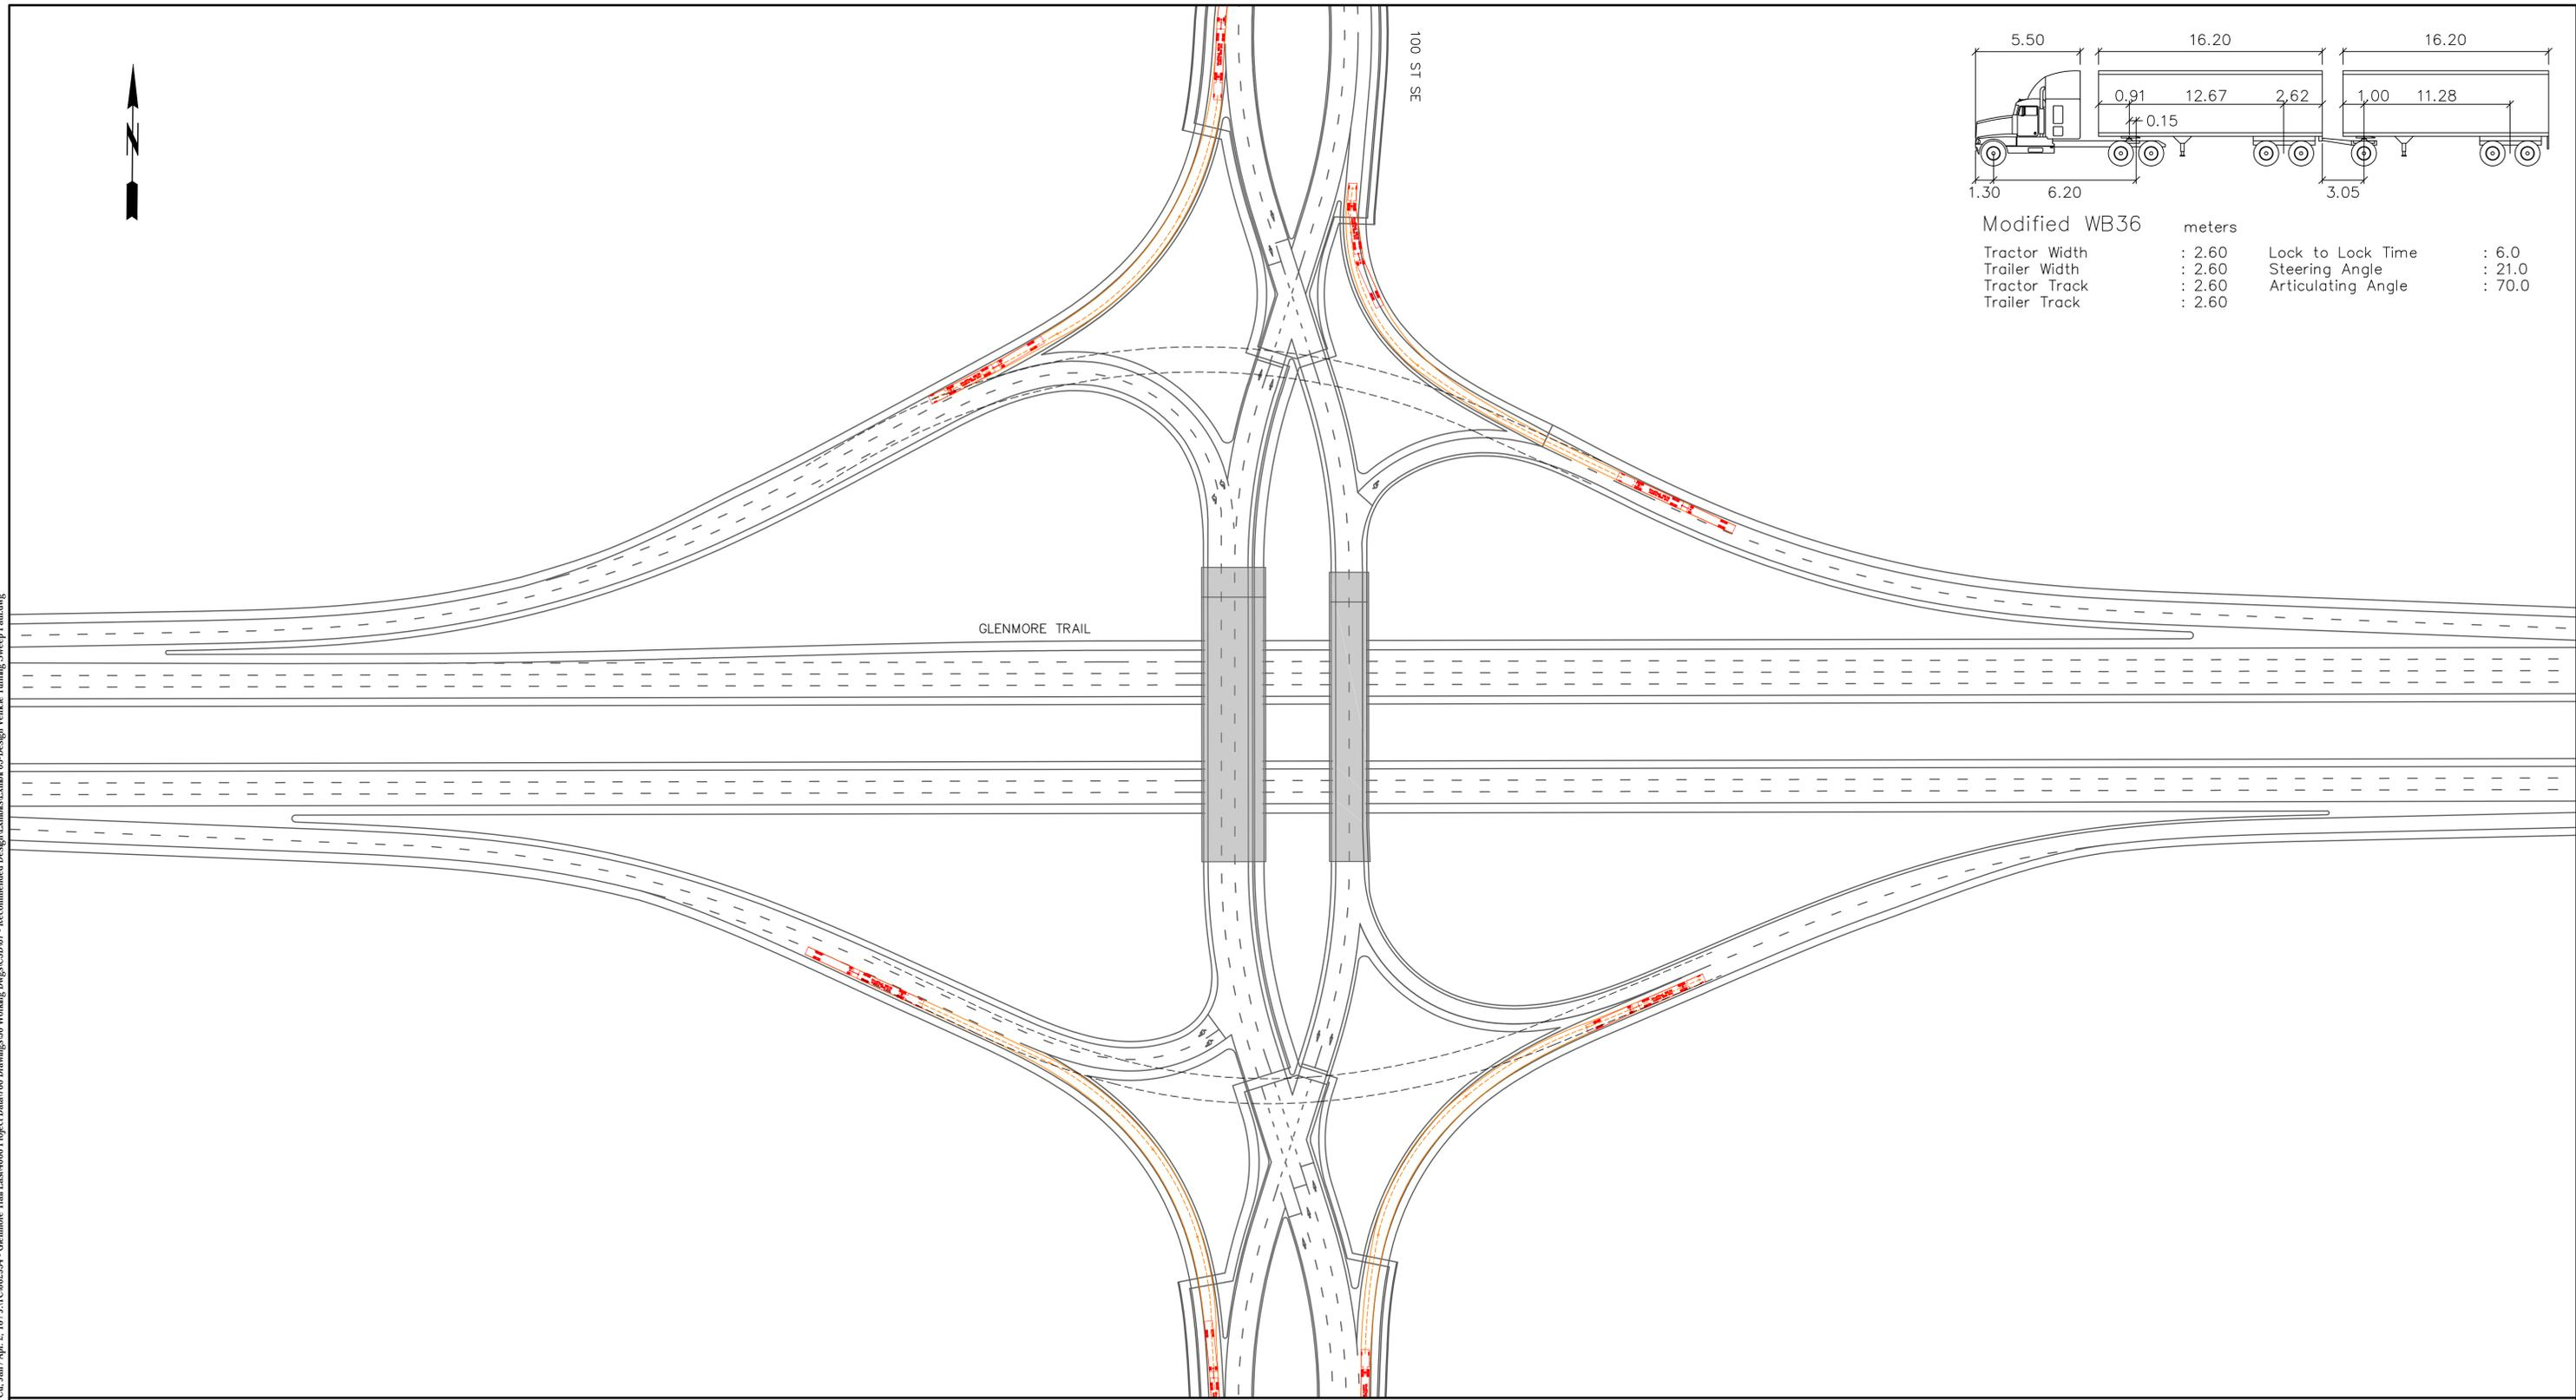 100 ST SE
N
5.50 16.20 16.20
0.91 12.67 2.62 1.00 11.28
0.15
1.30 6.20 3.05
Modified WB36 meters
Tractor Width : 2.60 Lock to Lock Time : 6.0
Trailer Width : 2.60 Steering Angle : 21.0
Tractor Track : 2.60 Articulating Angle : 70.0
Trailer Track : 2.60
GLENMORE TRAIL